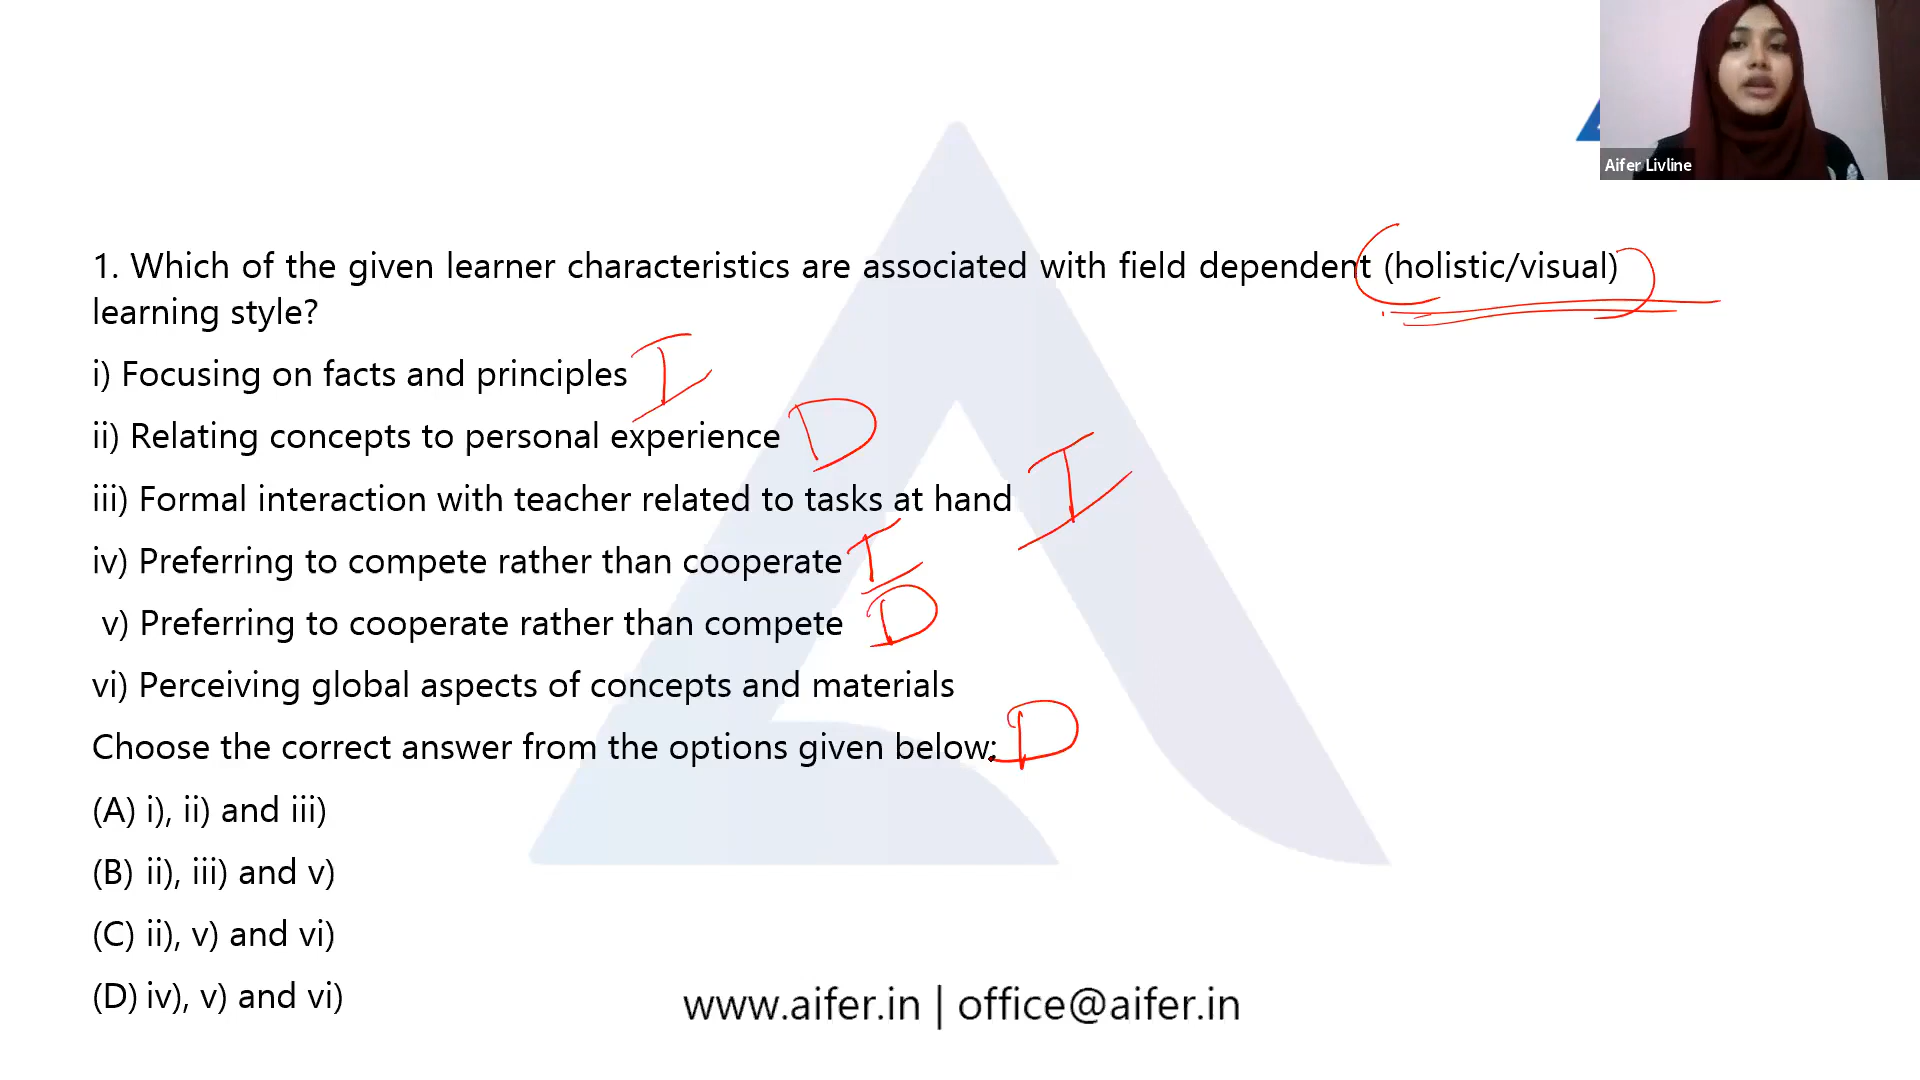 Aifer Livline
1. Which of the given learner characteristics are associated with field dependent (holistic/visual)
learning style?
i) Focusing on facts and principles I
ii) Relating concepts to personal experience D
iii) Formal interaction with teacher related to tasks at hand I
iv) Preferring to compete rather than cooperate I
v) Preferring to cooperate rather than compete D
vi) Perceiving global aspects of concepts and materials
Choose the correct answer from the options given below: D
(A) i), ii) and iii)
(B) ii), iii) and v)
(C) ii), v) and vi)
(D) iv), v) and vi)
www.aifer.in | office@aifer.in